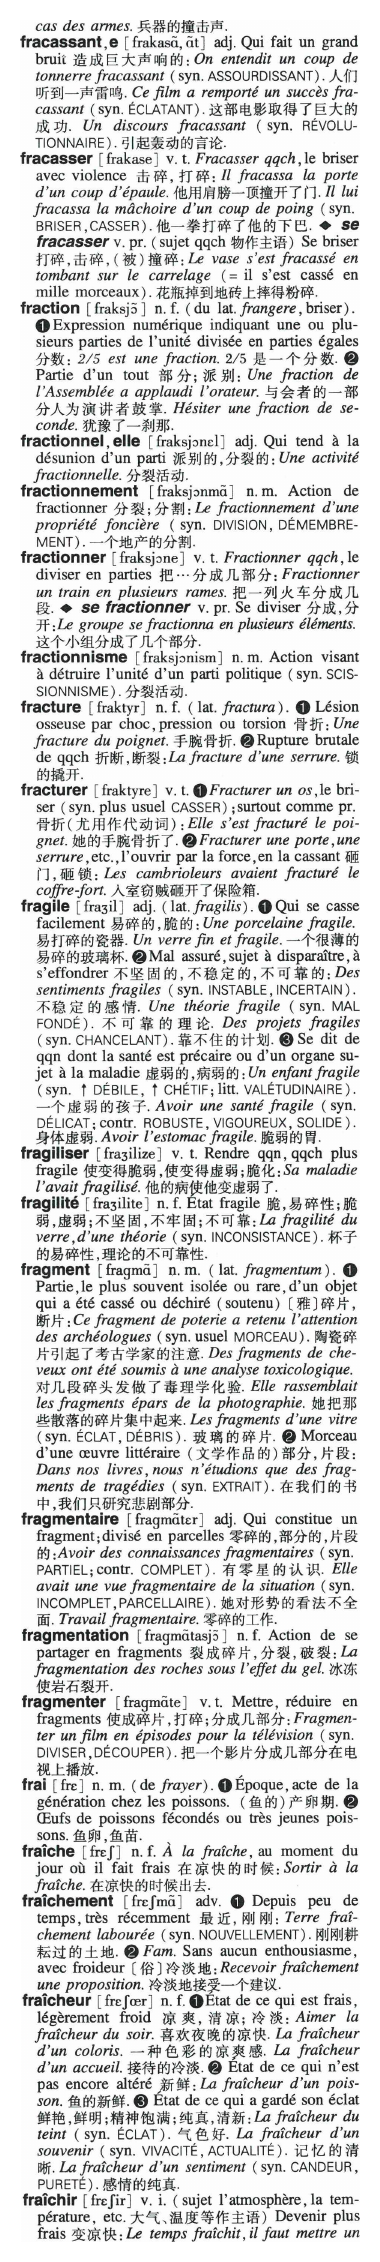 cas des armes. 兵器的撞击声.
fracassant, e [frakasɑ̃, ɑ̃t] adj. Qui fait un grand
bruit 造成巨大声响的: On entendit un coup de
tonnerre fracassant (syn. ASSOURDISSANT). 人们
听到一声雷鸣. Ce film a remporté un succès fra-
cassant (syn. ÉCLATANT). 这部电影取得了巨大的
成功. Un discours fracassant (syn. RÉVOLU-
TIONNAIRE). 引起轰动的言论.
fracasser [frakase] v. t. Fracasser qqch, le briser
avec violence 击碎, 打碎: Il fracassa la porte
d'un coup d'épaule. 他用肩膀一顶撞开了门. Il lui
fracassa la mâchoire d'un coup de poing (syn.
BRISER, CASSER). 他一拳打碎了他的下巴. ◆ se
fracasser v. pr. (sujet qqch 物作主语) Se briser
打碎, 击碎, (被) 撞碎: Le vase s'est fracassé en
tombant sur le carrelage (= il s'est cassé en
mille morceaux). 花瓶掉到地砖上摔得粉碎.
fraction [fraksjɔ̃] n. f. (du lat. frangere, briser).
❶ Expression numérique indiquant une ou plu-
sieurs parties de l'unité divisée en parties égales
分数: 2/5 est une fraction. 2/5 是一个分数. ❷
Partie d'un tout 部分; 派别: Une fraction de
l'Assemblée a applaudi l'orateur. 与会者的一部
分人为演讲者鼓掌. Hésiter une fraction de se-
conde. 犹豫了一刹那.
fractionnel, elle [fraksjɔnɛl] adj. Qui tend à la
désunion d'un parti 派别的, 分裂的: Une activité
fractionnelle. 分裂活动.
fractionnement [fraksjɔnmɑ̃] n. m. Action de
fractionner 分裂; 分割: Le fractionnement d'une
propriété foncière (syn. DIVISION, DÉMEMBRE-
MENT). 一个地产的分割.
fractionner [fraksjɔne] v. t. Fractionner qqch, le
diviser en parties 把…分成几部分: Fractionner
un train en plusieurs rames. 把一列火车分成几
段. ◆ se fractionner v. pr. Se diviser 分成, 分
开: Le groupe se fractionna en plusieurs éléments.
这个小组分成了几个部分.
fractionnisme [fraksjɔnism] n. m. Action visant
à détruire l'unité d'un parti politique (syn. SCIS-
SIONNISME). 分裂活动.
fracture [fraktyr] n. f. (lat. fractura). ❶ Lésion
osseuse par choc, pression ou torsion 骨折: Une
fracture du poignet. 手腕骨折. ❷ Rupture brutale
de qqch 折断, 断裂: La fracture d'une serrure. 锁
的撬开.
fracturer [fraktyre] v. t. ❶ Fracturer un os, le bri-
ser (syn. plus usuel CASSER); surtout comme pr.
骨折(尤用作代动词): Elle s'est fracturé le poi-
gnet. 她的手腕骨折了. ❷ Fracturer une porte, une
serrure, etc., l'ouvrir par la force, en la cassant 砸
门, 砸锁: Les cambrioleurs avaient fracturé le
coffre-fort. 入室窃贼砸开了保险箱.
fragile [fraʒil] adj. (lat. fragilis). ❶ Qui se casse
facilement 易碎的, 脆的: Une porcelaine fragile.
易打碎的瓷器. Un verre fin et fragile. 一个很薄的
易碎的玻璃杯. ❷ Mal assuré, sujet à disparaître, à
s'effondrer 不坚固的, 不稳定的, 不可靠的: Des
sentiments fragiles (syn. INSTABLE, INCERTAIN).
不稳定的感情. Une théorie fragile (syn. MAL
FONDÉ). 不可靠的理论. Des projets fragiles
(syn. CHANCELANT). 靠不住的计划. ❸ Se dit de
qqn dont la santé est précaire ou d'un organe su-
jet à la maladie 虚弱的, 病弱的: Un enfant fragile
(syn. ↑ DÉBILE, ↑ CHÉTIF; litt. VALÉTUDINAIRE).
一个虚弱的孩子. Avoir une santé fragile (syn.
DÉLICAT; contr. ROBUSTE, VIGOUREUX, SOLIDE).
身体虚弱. Avoir l'estomac fragile. 脆弱的胃.
fragiliser [fraʒilize] v. t. Rendre qqn, qqch plus
fragile 使变得脆弱, 使变得虚弱; 脆化: Sa maladie
l'avait fragilisé. 他的病使他变虚弱了.
fragilité [fraʒilite] n. f. État fragile 脆, 易碎性; 脆
弱, 虚弱; 不坚固, 不牢固; 不可靠: La fragilité du
verre, d'une théorie (syn. INCONSISTANCE). 杯子
的易碎性, 理论的不可靠性.
fragment [fragmɑ̃] n. m. (lat. fragmentum). ❶
Partie, le plus souvent isolée ou rare, d'un objet
qui a été cassé ou déchiré (soutenu) 〔雅〕碎片,
断片: Ce fragment de poterie a retenu l'attention
des archéologues (syn. usuel MORCEAU). 陶瓷碎
片引起了考古学家的注意. Des fragments de che-
veux ont été soumis à une analyse toxicologique.
对几段碎头发做了毒理学化验. Elle rassemblait
les fragments épars de la photographie. 她把那
些散落的碎片集中起来. Les fragments d'une vitre
(syn. ÉCLAT, DÉBRIS). 玻璃的碎片. ❷ Morceau
d'une œuvre littéraire (文学作品的)部分, 片段:
Dans nos livres, nous n'étudions que des frag-
ments de tragédies (syn. EXTRAIT). 在我们的书
中, 我们只研究悲剧部分.
fragmentaire [fragmɑ̃tɛr] adj. Qui constitue un
fragment; divisé en parcelles 零碎的, 部分的, 片段
的: Avoir des connaissances fragmentaires (syn.
PARTIEL; contr. COMPLET). 有零星的认识. Elle
avait une vue fragmentaire de la situation (syn.
INCOMPLET, PARCELLAIRE). 她对形势的看法不全
面. Travail fragmentaire. 零碎的工作.
fragmentation [fragmɑ̃tasjɔ̃] n. f. Action de se
partager en fragments 裂成碎片, 分裂, 破裂: La
fragmentation des roches sous l'effet du gel. 冰冻
使岩石裂开.
fragmenter [fragmɑ̃te] v. t. Mettre, réduire en
fragments 使成碎片, 打碎; 分成几部分: Fragmen-
ter un film en épisodes pour la télévision (syn.
DIVISER, DÉCOUPER). 把一个影片分成几部分在电
视上播放.
frai [frɛ] n. m. (de frayer). ❶ Époque, acte de la
génération chez les poissons. (鱼的)产卵期. ❷
Œufs de poissons fécondés ou très jeunes pois-
sons. 鱼卵, 鱼苗.
fraîche [frɛʃ] n. f. À la fraîche, au moment du
jour où il fait frais 在凉快的时候: Sortir à la
fraîche. 在凉快的时候出去.
fraîchement [frɛʃmɑ̃] adv. ❶ Depuis peu de
temps, très récemment 最近, 刚刚: Terre fraî-
chement labourée (syn. NOUVELLEMENT). 刚刚耕
耘过的土地. ❷ Fam. Sans aucun enthousiasme,
avec froideur 〔俗〕冷淡地: Recevoir fraîchement
une proposition. 冷淡地接受一个建议.
fraîcheur [frɛʃœr] n. f. ❶ État de ce qui est frais,
légèrement froid 凉爽, 清凉; 冷淡: Aimer la
fraîcheur du soir. 喜欢夜晚的凉快. La fraîcheur
d'un coloris. 一种色彩的凉爽感. La fraîcheur
d'un accueil. 接待的冷淡. ❷ État de ce qui n'est
pas encore altéré 新鲜: La fraîcheur d'un pois-
son. 鱼的新鲜. ❸ État de ce qui a gardé son éclat
鲜艳, 鲜明; 精神饱满; 纯真, 清新: La fraîcheur du
teint (syn. ÉCLAT). 气色好. La fraîcheur d'un
souvenir (syn. VIVACITÉ, ACTUALITÉ). 记忆的清
晰. La fraîcheur d'un sentiment (syn. CANDEUR,
PURETÉ). 感情的纯真.
fraîchir [frɛʃir] v. i. (sujet l'atmosphère, la tem-
pérature, etc. 大气、温度等作主语) Devenir plus
frais 变凉快: Le temps fraîchit, il faut mettre un